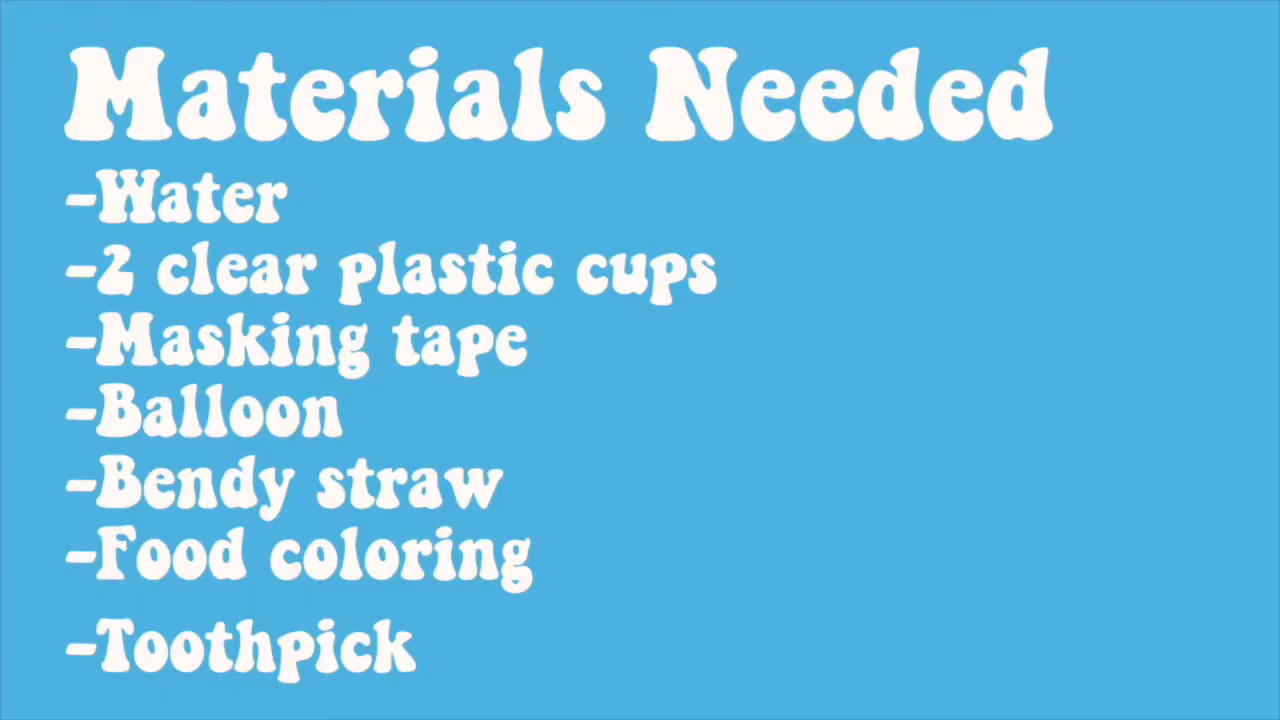 Materials Needed
-Water
-2 clear plastic cups
-Masking tape
-Balloon
-Bendy straw
-Food coloring
-Toothpick